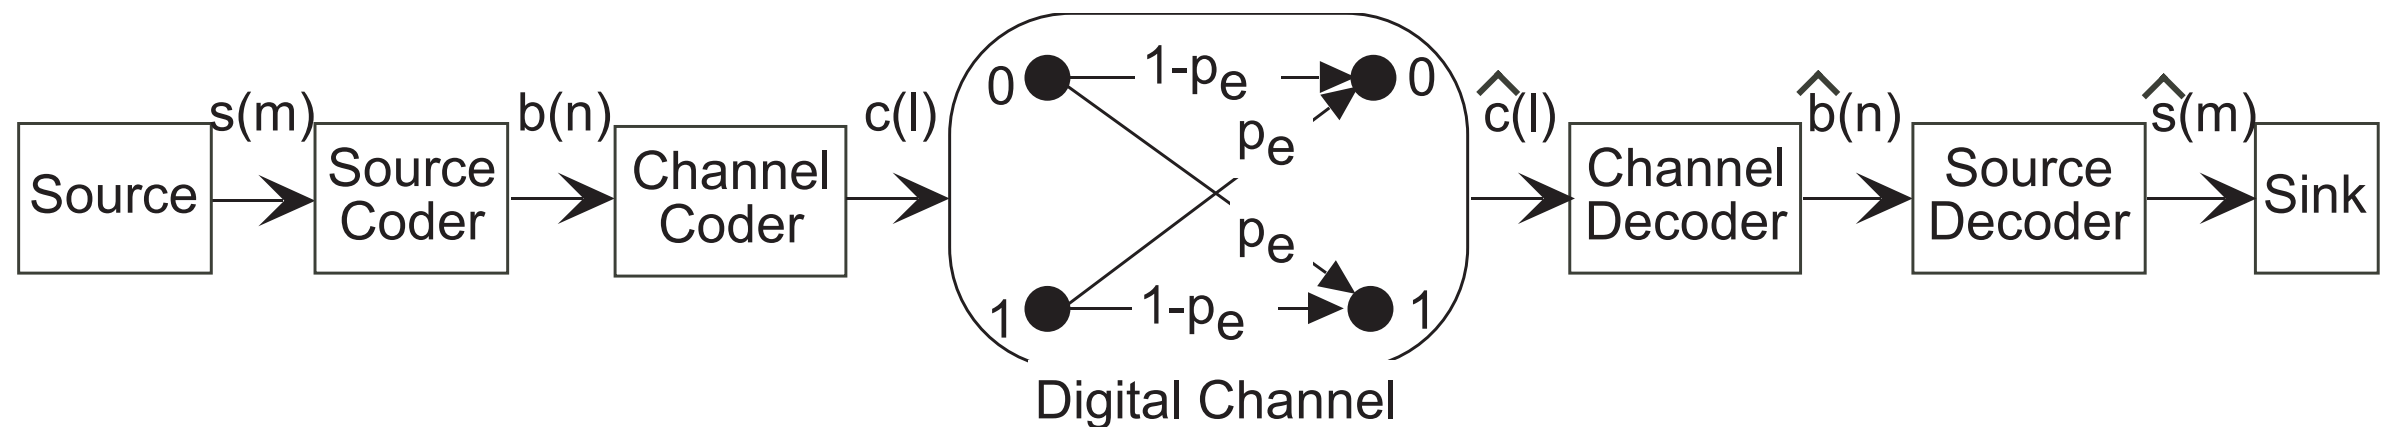 Source
s(m)
Source
Coder
b(n)
Channel
Coder
c(l)
0
1-pe
0
pe
pe
1
1-pe
1
Digital Channel
ĉ(l)
Channel
Decoder
b̂(n)
Source
Decoder
ŝ(m)
Sink